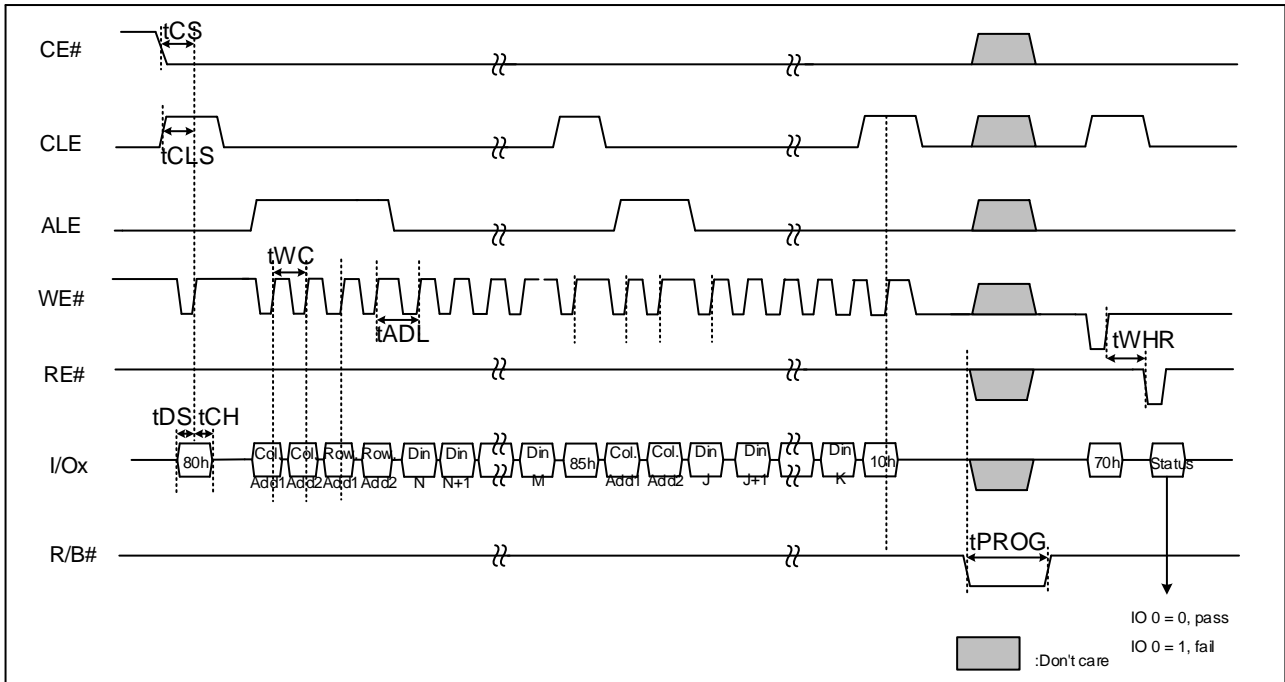 CE#
tCS
CLE
tCLS
ALE
WE#
tWC
tADL
tWHR
RE#
tDS
tCH
I/Ox
80h
Col. Add1
Col. Add2
Row. Add1
Row. Add2
Din N
Din N+1
Din M
85h
Col. Add1
Col. Add2
Din J
Din J+1
Din K
10h
70h
Status
R/B#
tPROG
IO 0 = 0, pass
IO 0 = 1, fail
:Don't care